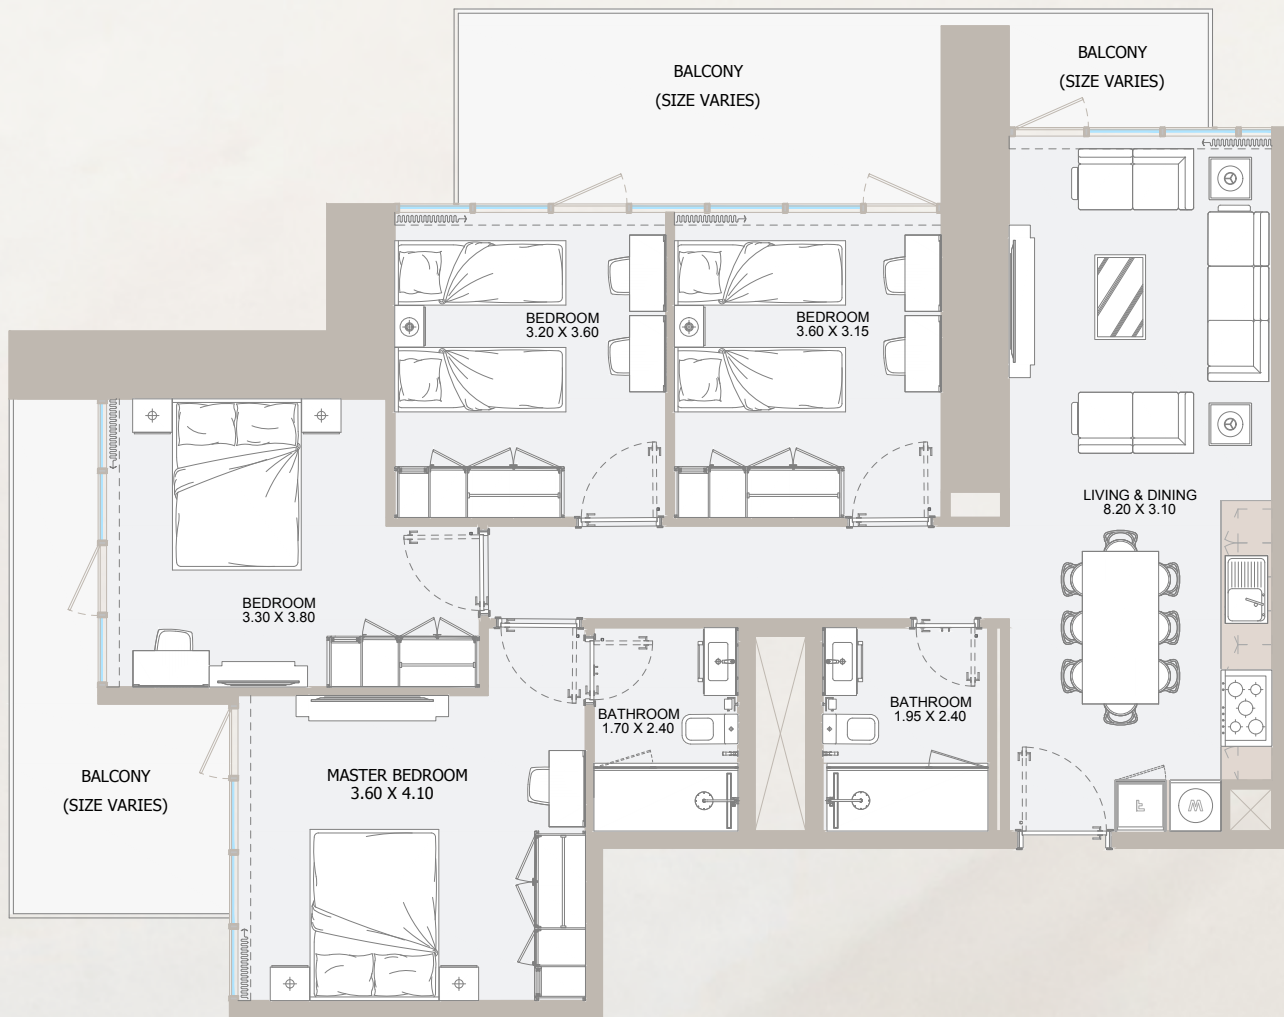 BALCONY
(SIZE VARIES)
BALCONY
(SIZE VARIES)
BEDROOM
3.20 X 3.60
BEDROOM
3.60 X 3.15
LIVING & DINING
8.20 X 3.10
BEDROOM
3.30 X 3.80
BATHROOM
1.70 X 2.40
BATHROOM
1.95 X 2.40
BALCONY
(SIZE VARIES)
MASTER BEDROOM
3.60 X 4.10
F
W